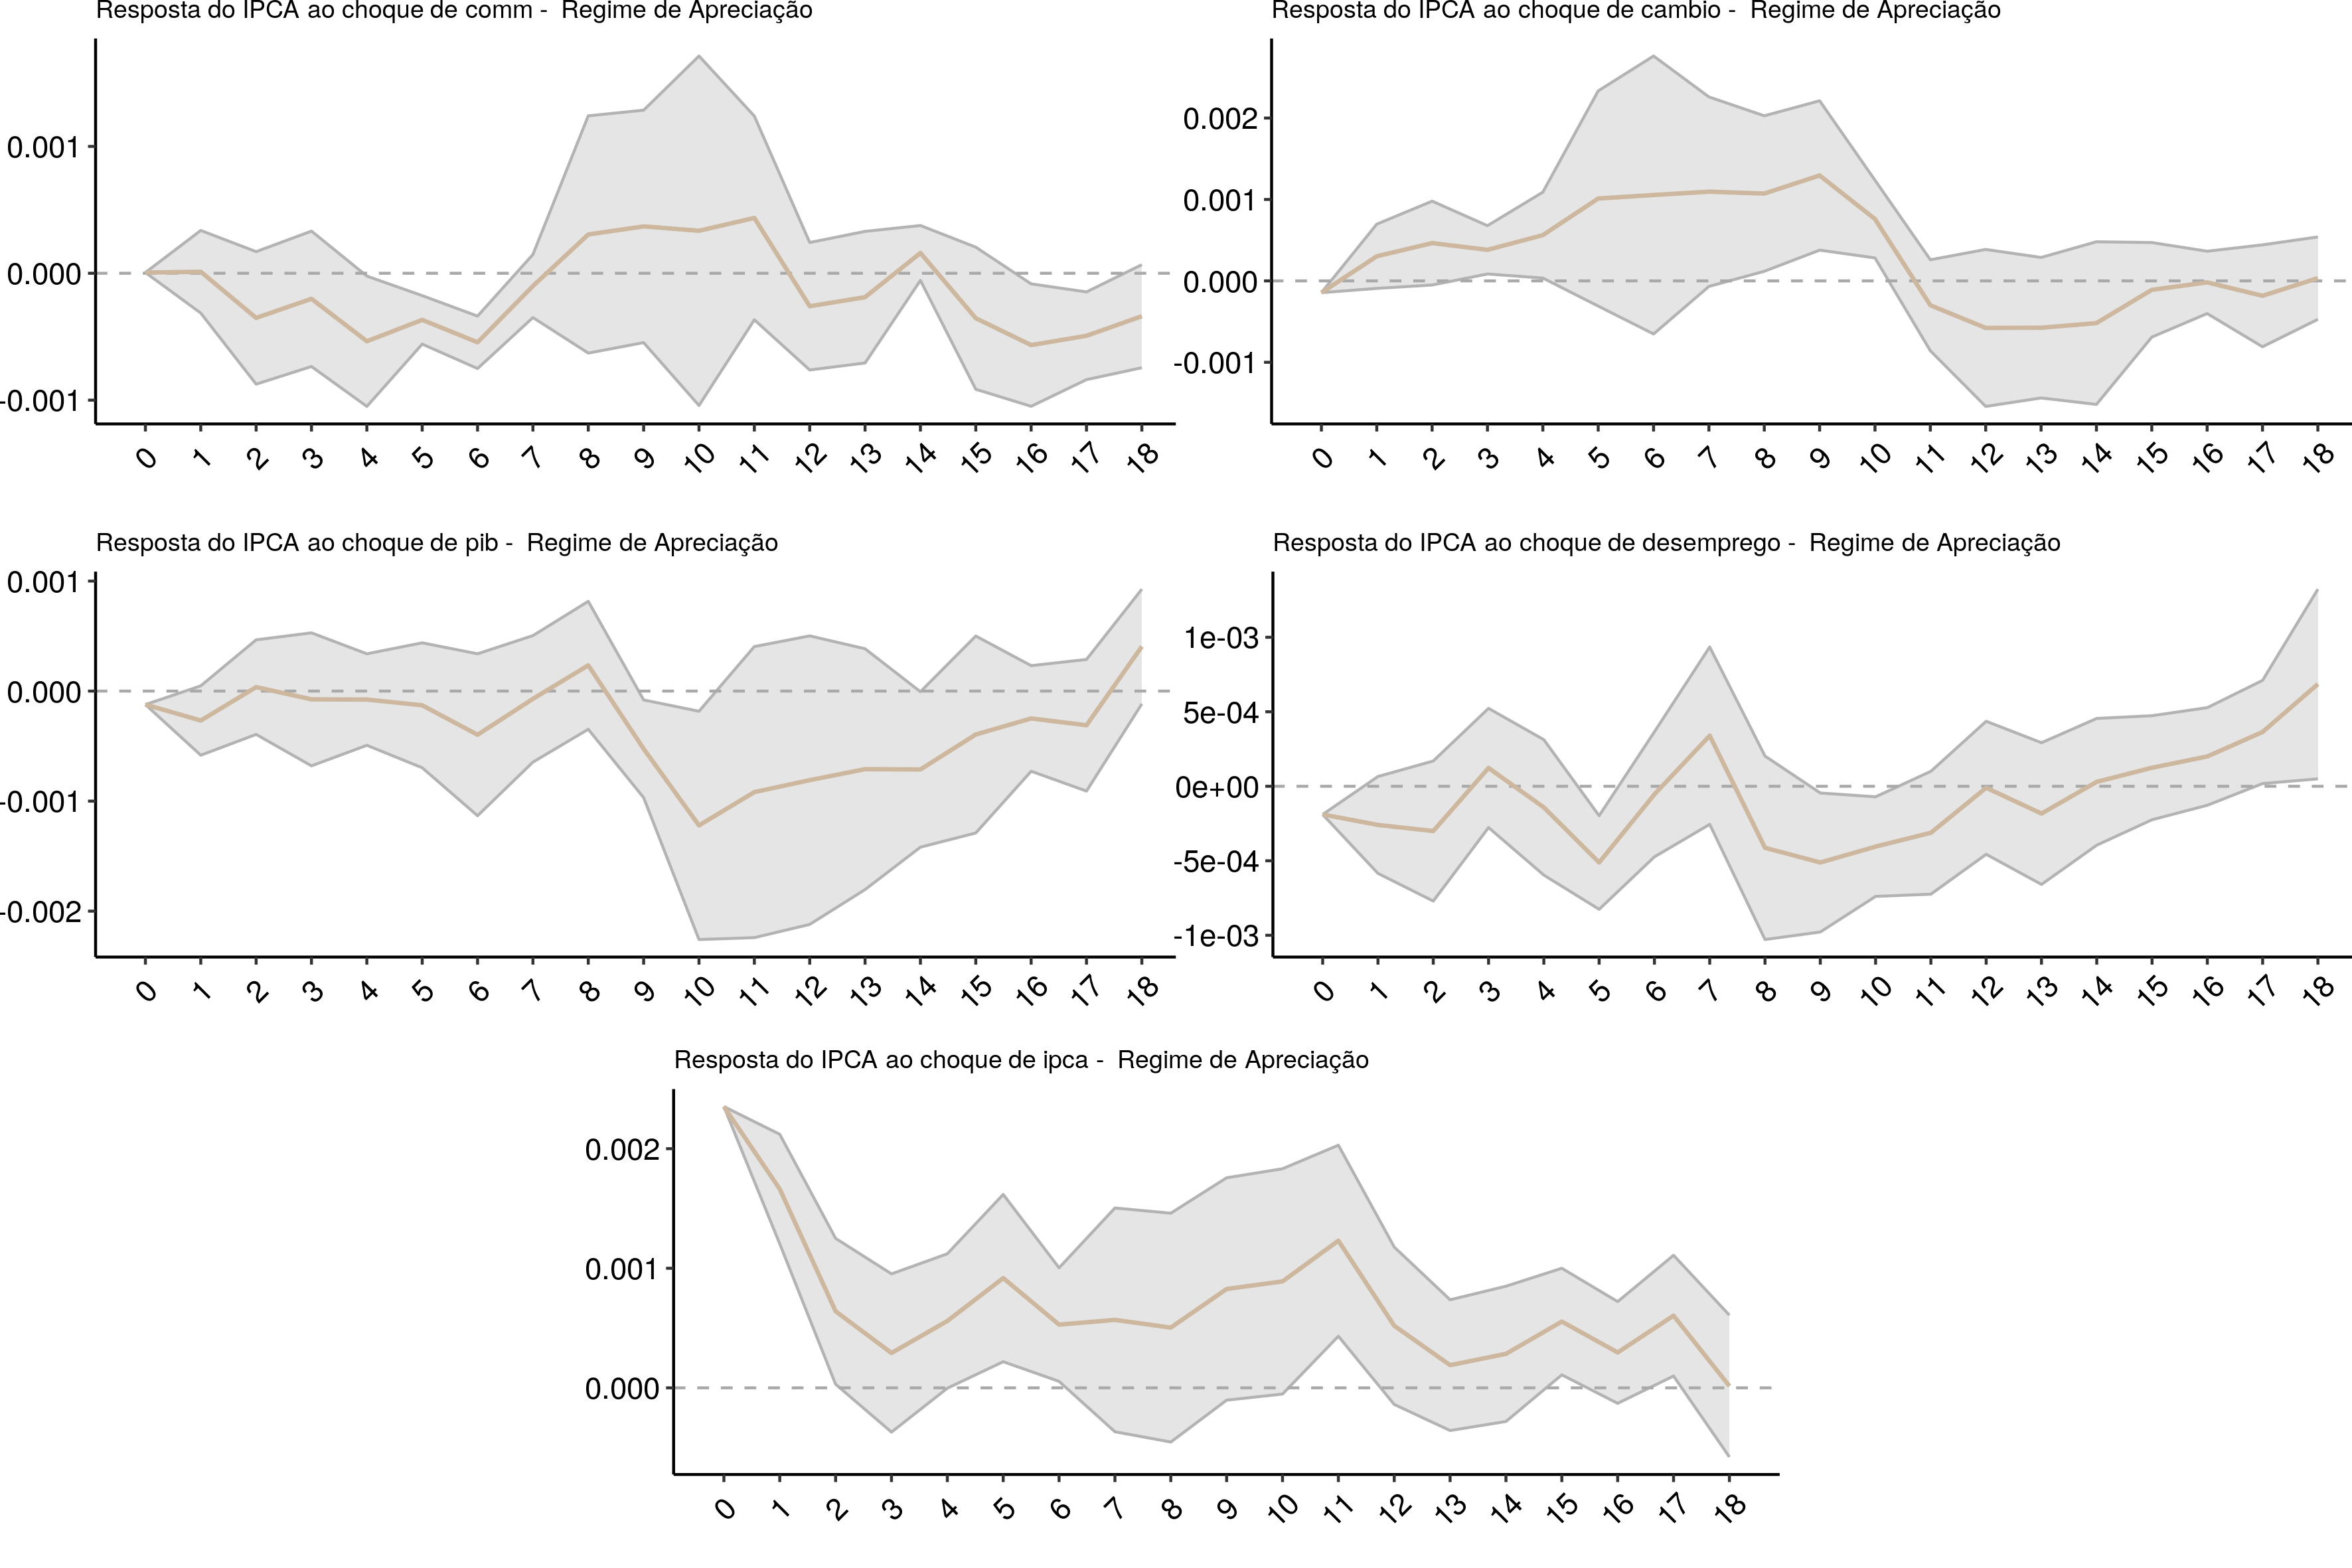 Resposta do IPCA ao choque de comm -  Regime de Apreciação
0.001
0.000
-0.001
0 1 2 3 4 5 6 7 8 9 10 11 12 13 14 15 16 17 18
Resposta do IPCA ao choque de cambio -  Regime de Apreciação
0.002
0.001
0.000
-0.001
0 1 2 3 4 5 6 7 8 9 10 11 12 13 14 15 16 17 18
Resposta do IPCA ao choque de pib -  Regime de Apreciação
0.001
0.000
-0.001
-0.002
0 1 2 3 4 5 6 7 8 9 10 11 12 13 14 15 16 17 18
Resposta do IPCA ao choque de desemprego -  Regime de Apreciação
1e-03
5e-04
0e+00
-5e-04
-1e-03
0 1 2 3 4 5 6 7 8 9 10 11 12 13 14 15 16 17 18
Resposta do IPCA ao choque de ipca -  Regime de Apreciação
0.002
0.001
0.000
0 1 2 3 4 5 6 7 8 9 10 11 12 13 14 15 16 17 18